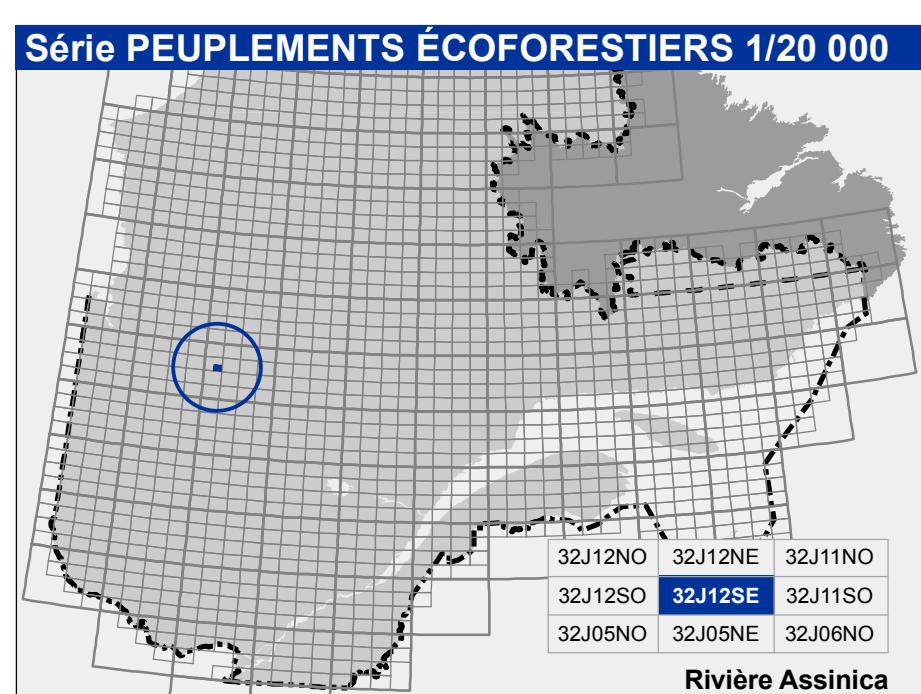 Série PEUPLEMENTS ÉCOFORESTIERS 1/20 000
32J12NO 32J12NE 32J11NO
32J12SO 32J12SE 32J11SO
32J05NO 32J05NE 32J06NO
Rivière Assinica